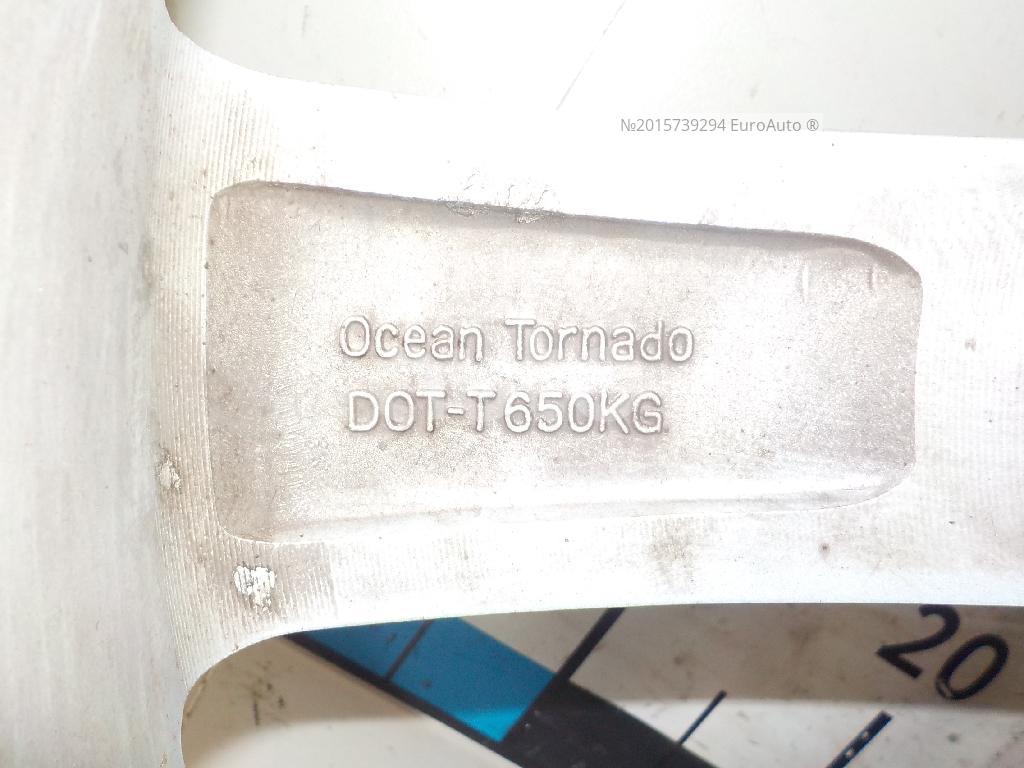 №2015739294 EuroAuto ®
Ocean Tornado
DOT-T 650KG
20